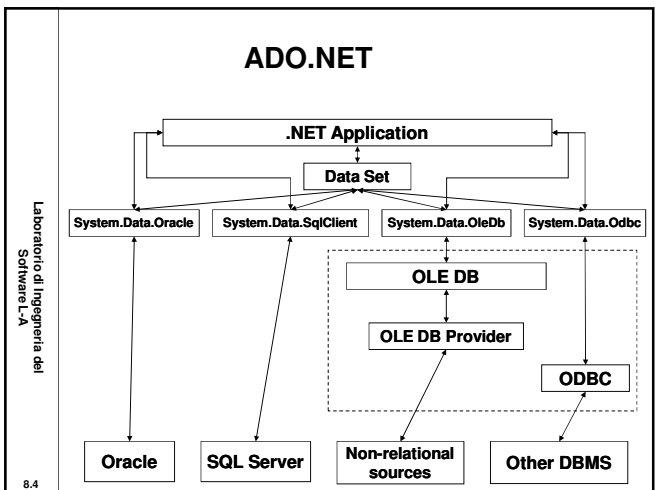 ADO.NET
.NET Application
Data Set
System.Data.Oracle
System.Data.SqlClient
System.Data.OleDb
System.Data.Odbc
OLE DB
OLE DB Provider
ODBC
Oracle
SQL Server
Non-relational
sources
Other DBMS
Laboratorio di Ingegneria del
Software L-A
8.4